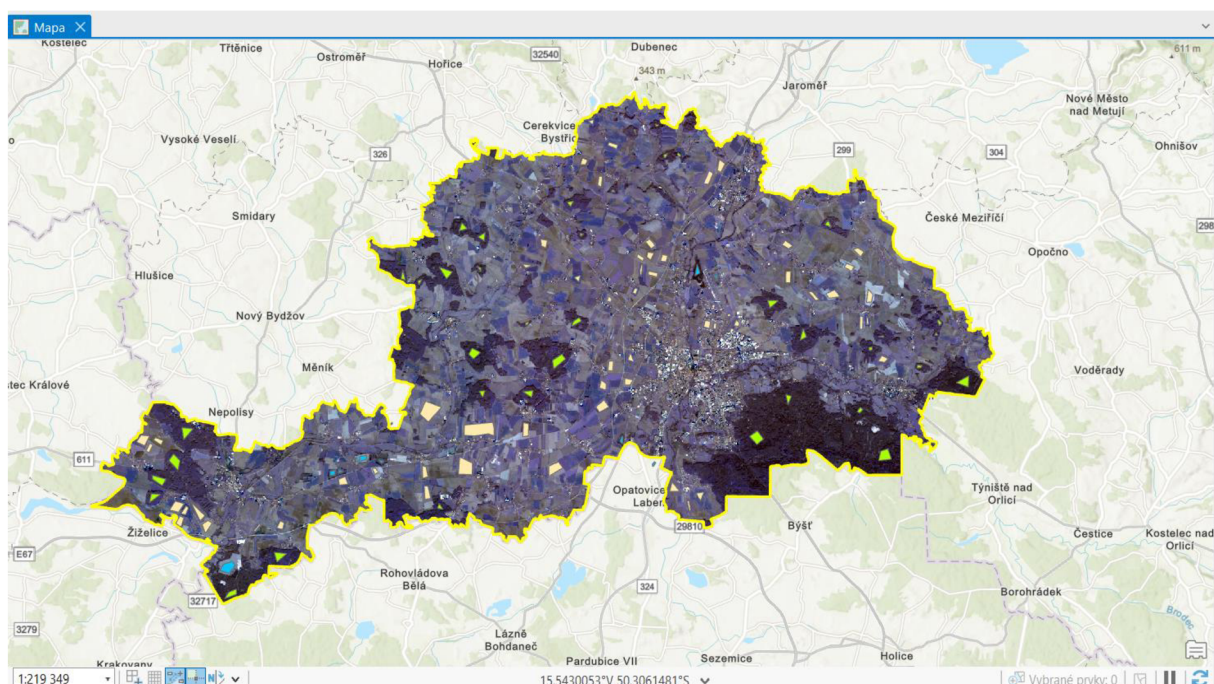 Mapa
Kostelec
Třtěnice
Ostroměř
Hořice
32540
Dubenec
343 m
Jaroměř
611 m
Nové Město
nad Metují
Vysoké Veselí
Cerekvice
Bystřic
326
299
304
Ohnišov
Smidary
České Meziříčí
298
Opočno
Hlušice
Nový Bydžov
Měník
Voděrady
tec Králové
Nepolisy
611
Opatovice
Labem
Týniště nad
Orlicí
29810
Býšť
Žiželice
Čestice
Kostelec nad
Orlicí
E67
Rohovládova
Bělá
324
Borohrádek
32717
Brodec
3279
Lázně
Bohdaneč
Krakovany
Pardubice VII
Sezemice
Holice
1:219 349
15,5430053°V 50,3061481°S
Vybrané prvky: 0